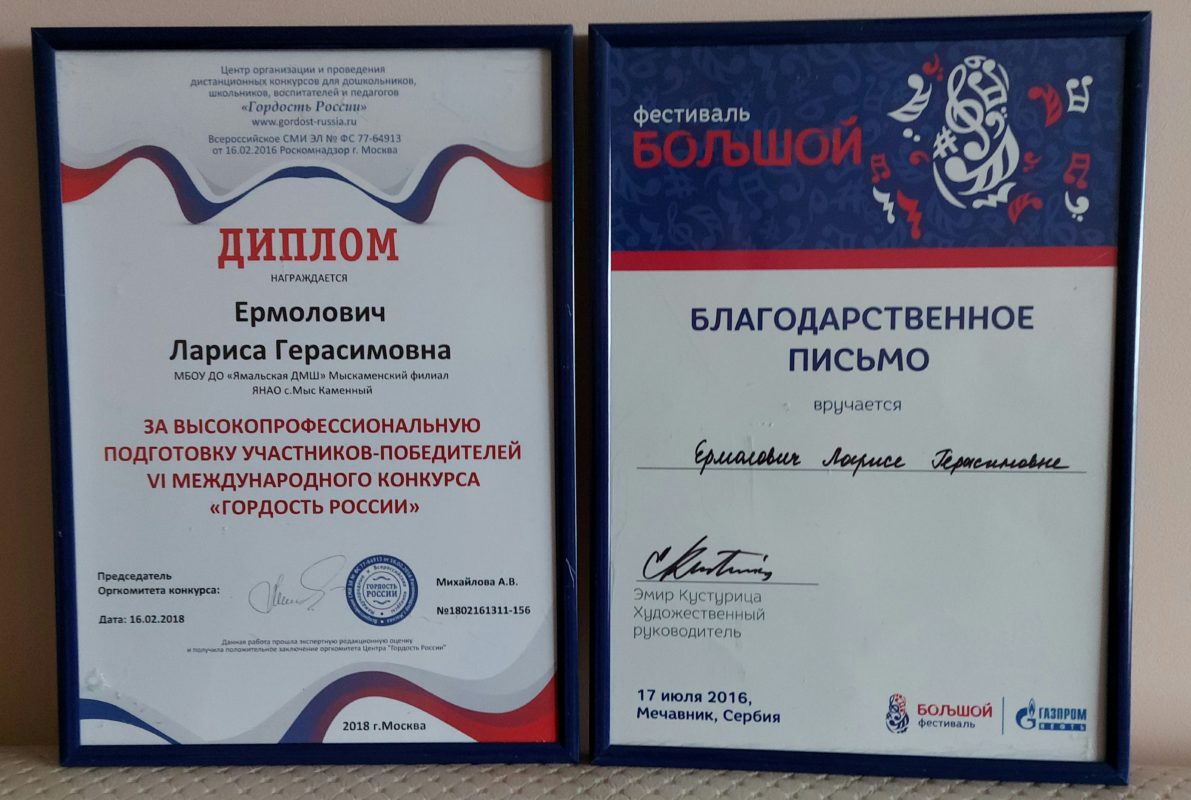 Центр организации и проведения
дистанционных конкурсов для дошкольников,
школьников, воспитателей и педагогов
«Гордость России»
www.gordost-russia.ru
Всероссийское СМИ ЭЛ № ФС 77-64913
от 16.02.2016 Роскомнадзор г. Москва
ДИПЛОМ
НАГРАЖДАЕТСЯ
Ермолович
Лариса Герасимовна
МБОУ ДО «Ямальская ДМШ» Мыскаменский филиал
ЯНАО с.Мыс Каменный
ЗА ВЫСОКОПРОФЕССИОНАЛЬНУЮ
ПОДГОТОВКУ УЧАСТНИКОВ-ПОБЕДИТЕЛЕЙ
VI МЕЖДУНАРОДНОГО КОНКУРСА
«ГОРДОСТЬ РОССИИ»
Председатель
Оргкомитета конкурса:
ГОРДОСТЬ
РОССИИ
Михайлова А.В.
№1802161311-156
Дата: 16.02.2018
Данная работа прошла экспертную редакционную оценку
и получила положительное заключение оргкомитета Центра "Гордость России"
2018 г.Москва
фестиваль
БОЛЬШОЙ
БЛАГОДАРСТВЕННОЕ
ПИСЬМО
вручается
Ермолович Ларисе Герасимовне
Эмир Кустурица
Художественный
руководитель
17 июля 2016,
Мечавник, Сербия
БОЛЬШОЙ
фестиваль
ГАЗПРОМ
НЕФТЬ